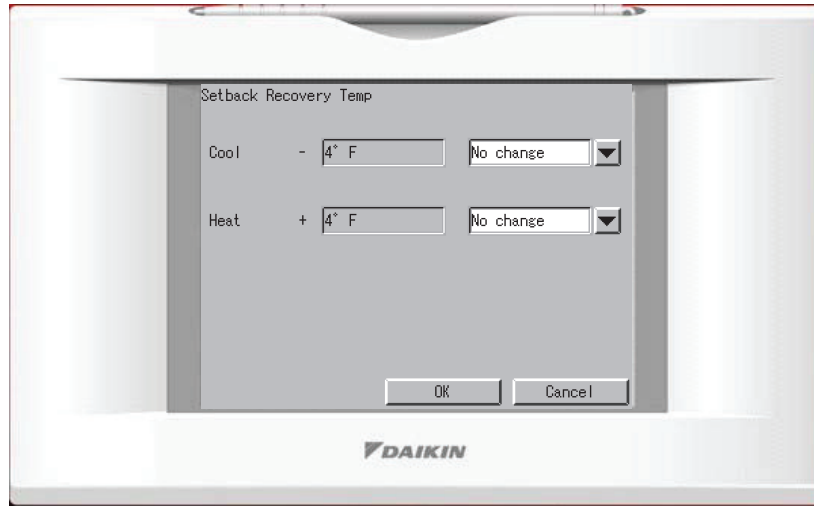 Setback Recovery Temp
Cool - 4° F No change
Heat + 4° F No change
OK Cancel
DAIKIN